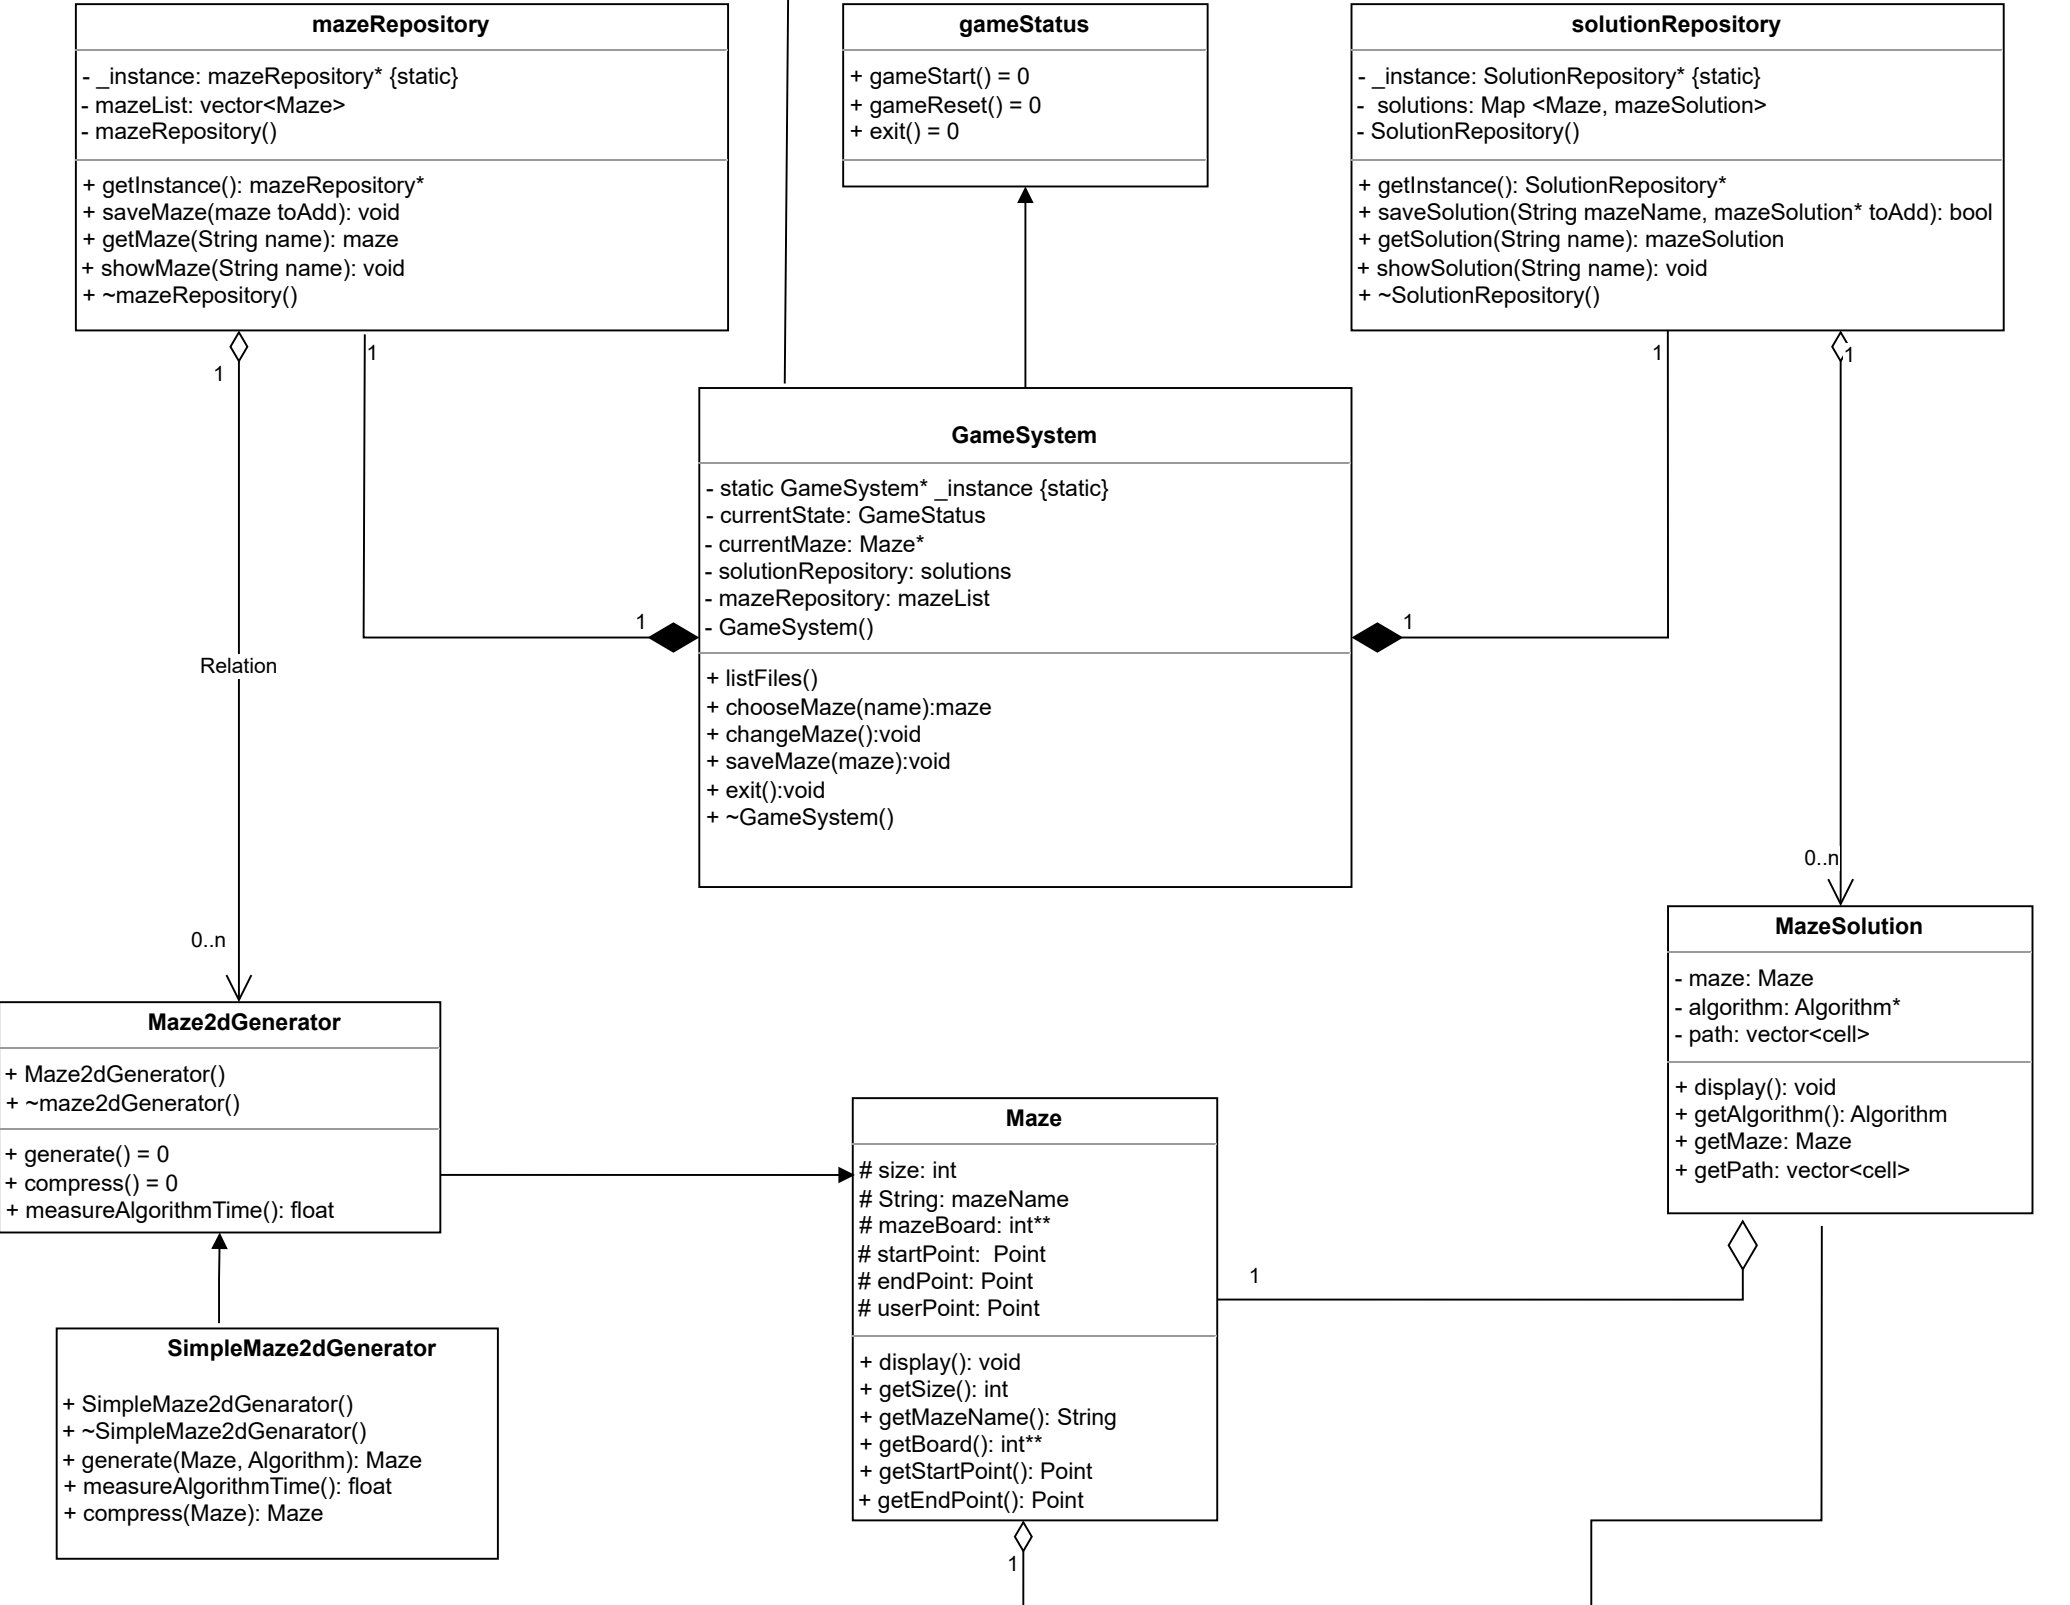 mazeRepository
- _instance: mazeRepository* {static}
- mazeList: vector<Maze>
- mazeRepository()
+ getInstance(): mazeRepository*
+ saveMaze(maze toAdd): void
+ getMaze(String name): maze
+ showMaze(String name): void
+ ~mazeRepository()
gameStatus
+ gameStart() = 0
+ gameReset() = 0
+ exit() = 0
solutionRepository
- _instance: SolutionRepository* {static}
-  solutions: Map <Maze, mazeSolution>
- SolutionRepository()
+ getInstance(): SolutionRepository*
+ saveSolution(String mazeName, mazeSolution* toAdd): bool
+ getSolution(String name): mazeSolution
+ showSolution(String name): void
+ ~SolutionRepository()
1
1
1
1
GameSystem
- static GameSystem* _instance {static}
- currentState: GameStatus
- currentMaze: Maze*
- solutionRepository: solutions
- mazeRepository: mazeList
- GameSystem()
+ listFiles()
+ chooseMaze(name):maze
+ changeMaze():void
+ saveMaze(maze):void
+ exit():void
+ ~GameSystem()
1
1
Relation
0..n
0..n
MazeSolution
- maze: Maze
- algorithm: Algorithm*
- path: vector<cell>
+ display(): void
+ getAlgorithm(): Algorithm
+ getMaze: Maze
+ getPath: vector<cell>
Maze2dGenerator
+ Maze2dGenerator()
+ ~maze2dGenerator()
+ generate() = 0
+ compress() = 0
+ measureAlgorithmTime(): float
Maze
# size: int
# String: mazeName
# mazeBoard: int**
# startPoint:  Point
# endPoint: Point
# userPoint: Point
+ display(): void
+ getSize(): int
+ getMazeName(): String
+ getBoard(): int**
+ getStartPoint(): Point
+ getEndPoint(): Point
1
SimpleMaze2dGenerator
+ SimpleMaze2dGenarator()
+ ~SimpleMaze2dGenarator()
+ generate(Maze, Algorithm): Maze
+ measureAlgorithmTime(): float
+ compress(Maze): Maze
1